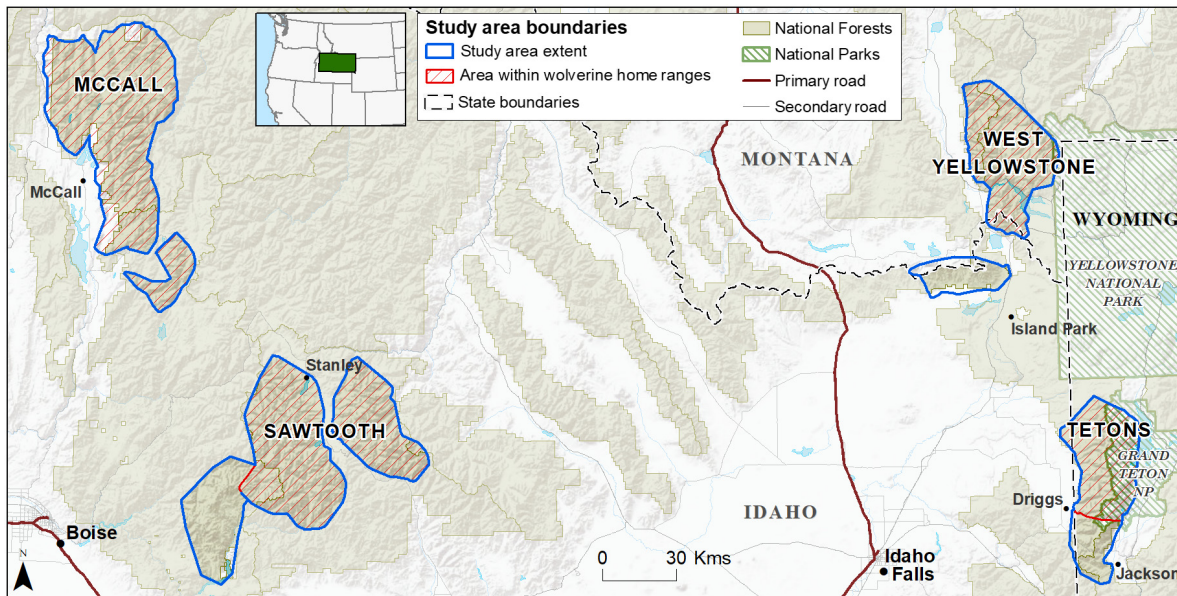 Study area boundaries
Study area extent
Area within wolverine home ranges
State boundaries
National Forests
National Parks
Primary road
Secondary road
MCCALL
McCall
MONTANA
WEST
YELLOWSTONE
WYOMING
YELLOWSTONE
NATIONAL
PARK
Island Park
Stanley
SAWTOOTH
TETONS
GRAND
TETON
NP
Driggs
IDAHO
Boise
N
0 30 Kms
Idaho
Falls
Jackson